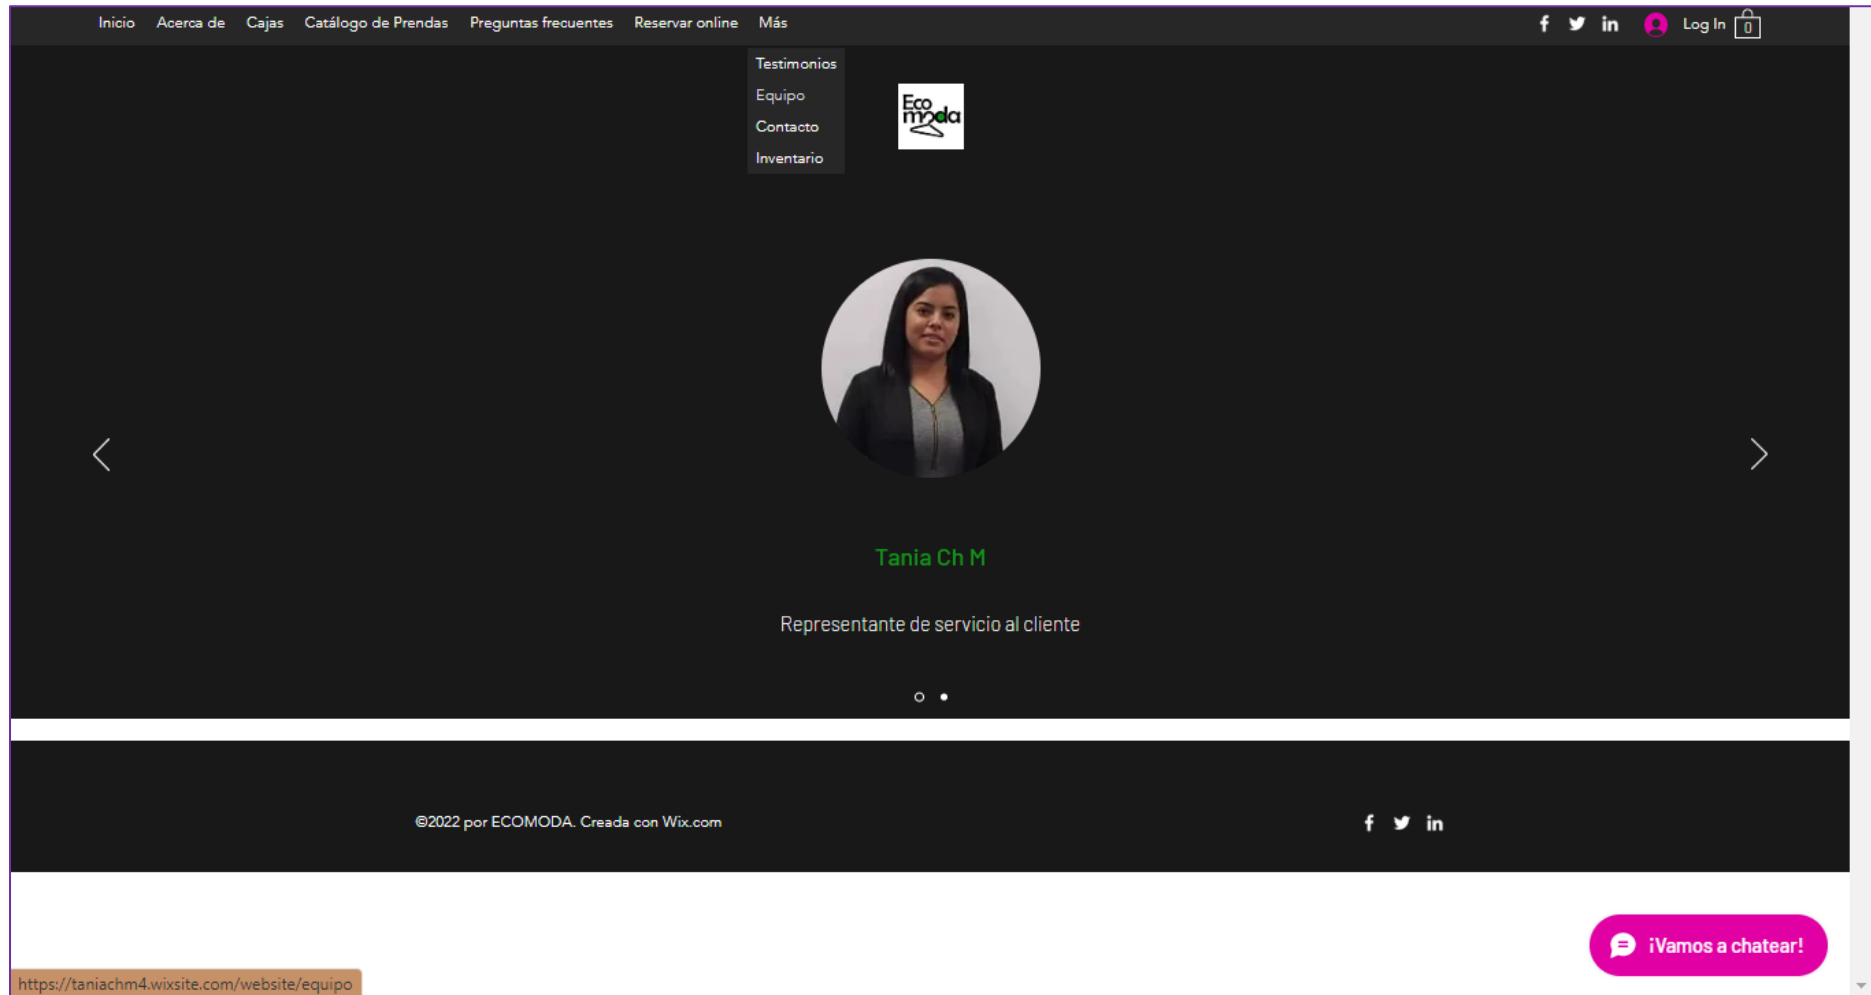 Inicio Acerca de Cajas Catálogo de Prendas Preguntas frecuentes Reservar online Más f in Log In 0
Testimonios
Equipo
Contacto
Inventario
Eco
moda
Tania Ch M
Representante de servicio al cliente
©2022 por ECOMODA. Creada con Wix.com f in
¡Vamos a chatear!
https://taniachm4.wixsite.com/website/equipo